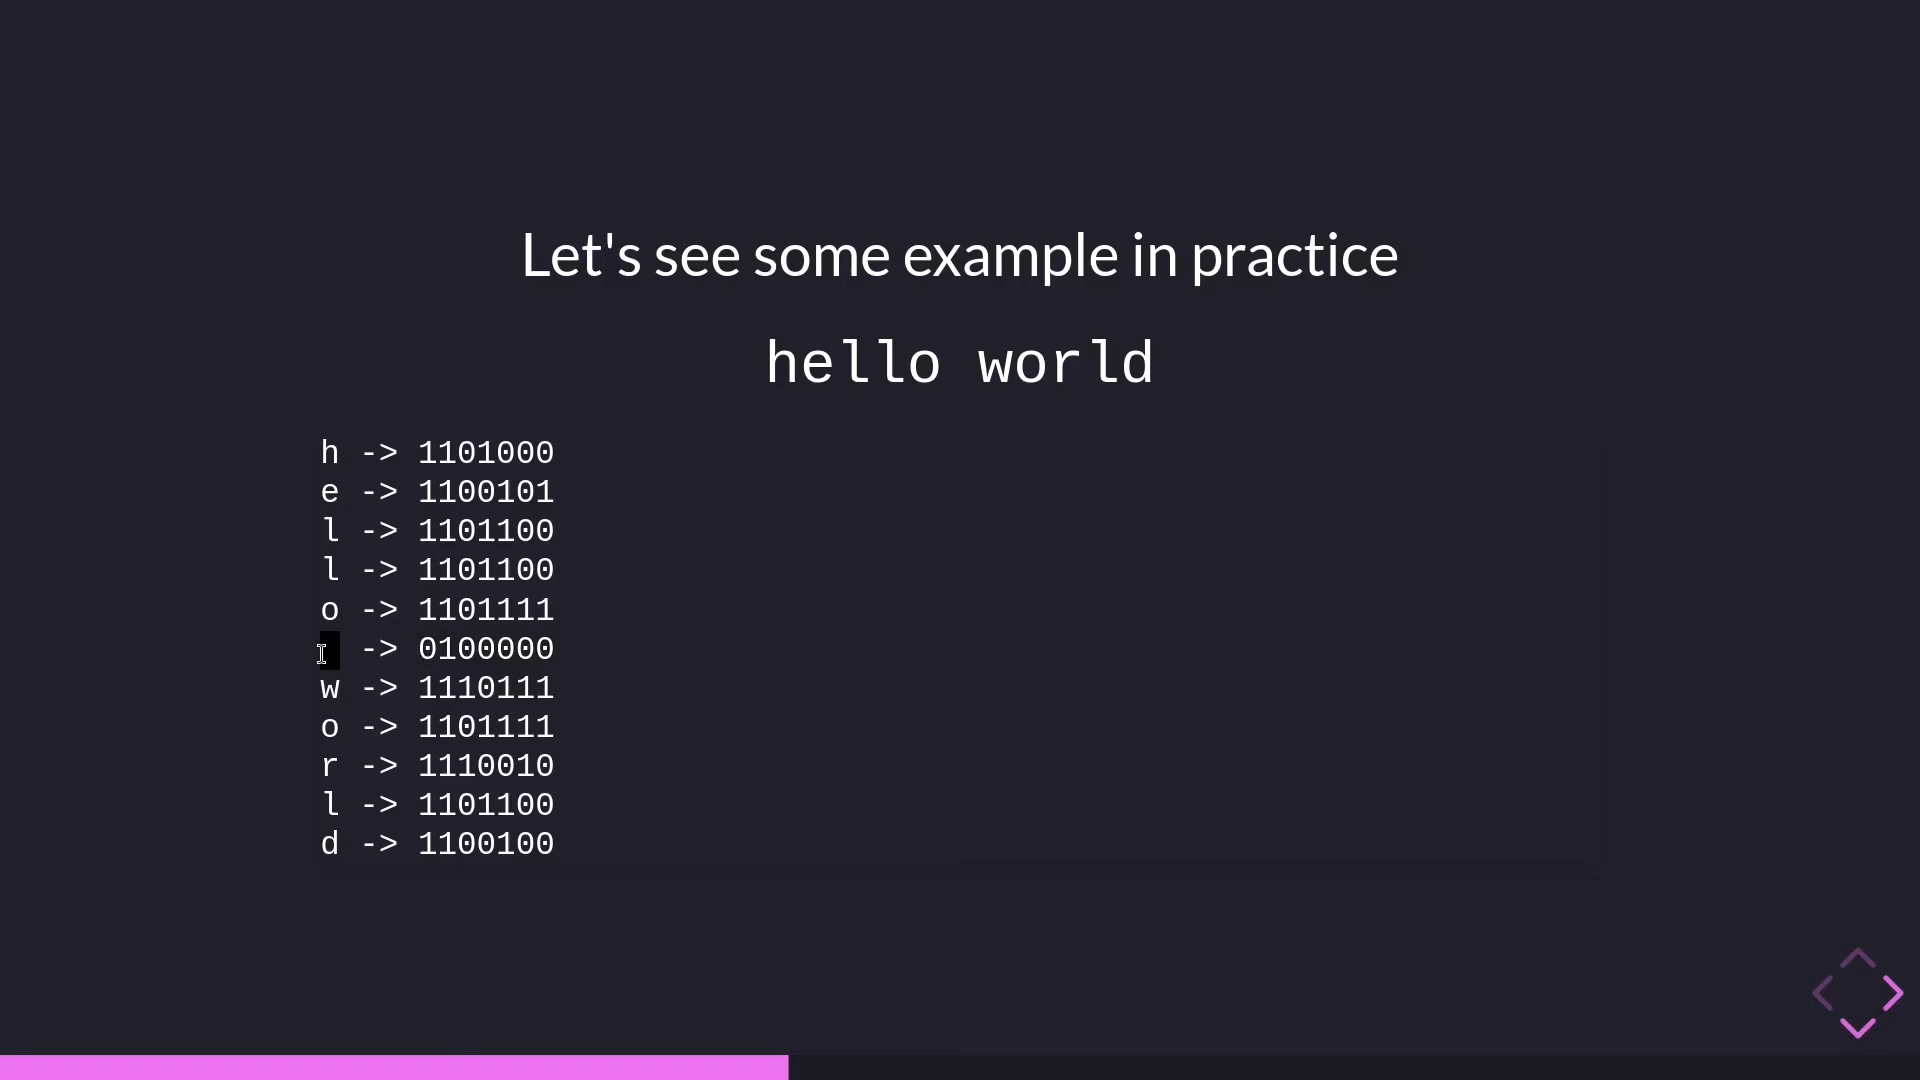 Let's see some example in practice
hello world
h -> 1101000
e -> 1100101
l -> 1101100
l -> 1101100
o -> 1101111
  -> 0100000
w -> 1110111
o -> 1101111
r -> 1110010
l -> 1101100
d -> 1100100